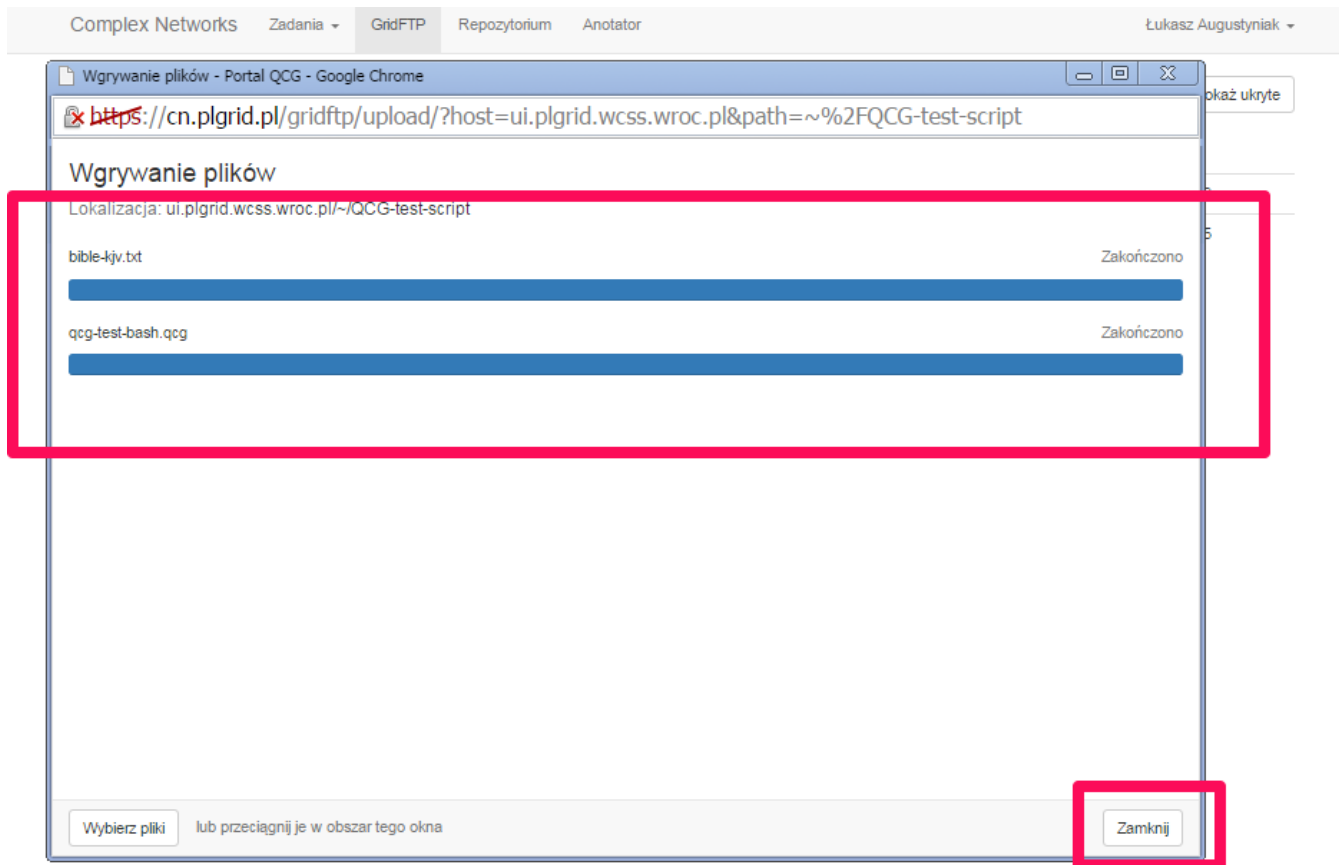 Complex Networks Zadania GridFTP Repozytorium Anotator Łukasz Augustyniak
Wgrywanie plików - Portal QCG - Google Chrome
okaż ukryte
https://cn.plgrid.pl/gridftp/upload/?host=ui.plgrid.wcss.wroc.pl&path=~%2FQCG-test-script
Wgrywanie plików
Lokalizacja: ui.plgrid.wcss.wroc.pl/~/QCG-test-script
5
bible-kjv.txt Zakończono
qcg-test-bash.qcg Zakończono
Wybierz pliki lub przeciągnij je w obszar tego okna Zamknij